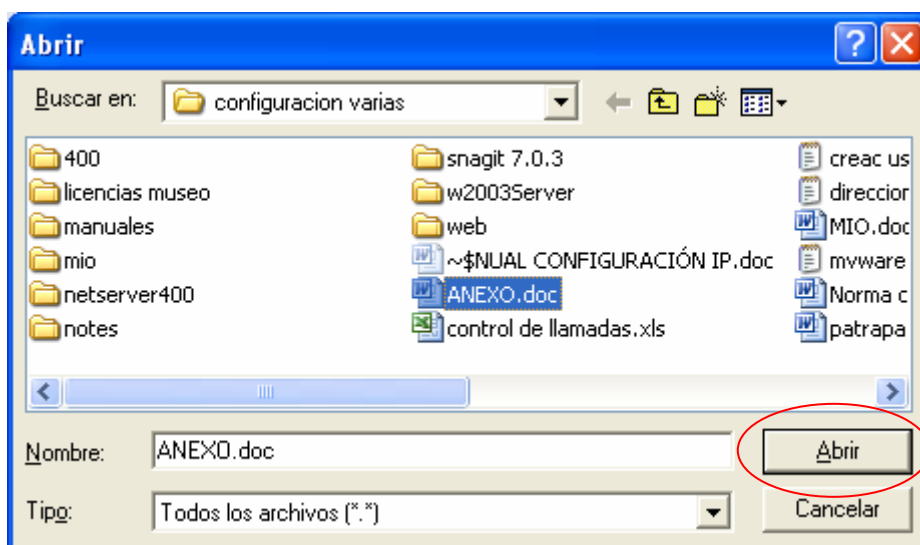 Abrir
Buscar en: configuracion varias
400
licencias museo
manuales
mio
netserver400
notes
snagit 7.0.3
w2003Server
web
~$NUAL CONFIGURACIÓN IP.doc
ANEXO.doc
control de llamadas.xls
creac us
direccior
MIO.doc
mvware
Norma c
patrapa
Nombre: ANEXO.doc Abrir
Tipo: Todos los archivos (*.*) Cancelar